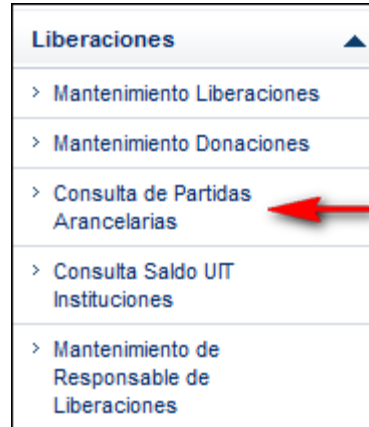 Liberaciones
> Mantenimiento Liberaciones
> Mantenimiento Donaciones
> Consulta de Partidas
Arancelarias
> Consulta Saldo UIT
Instituciones
> Mantenimiento de
Responsable de
Liberaciones